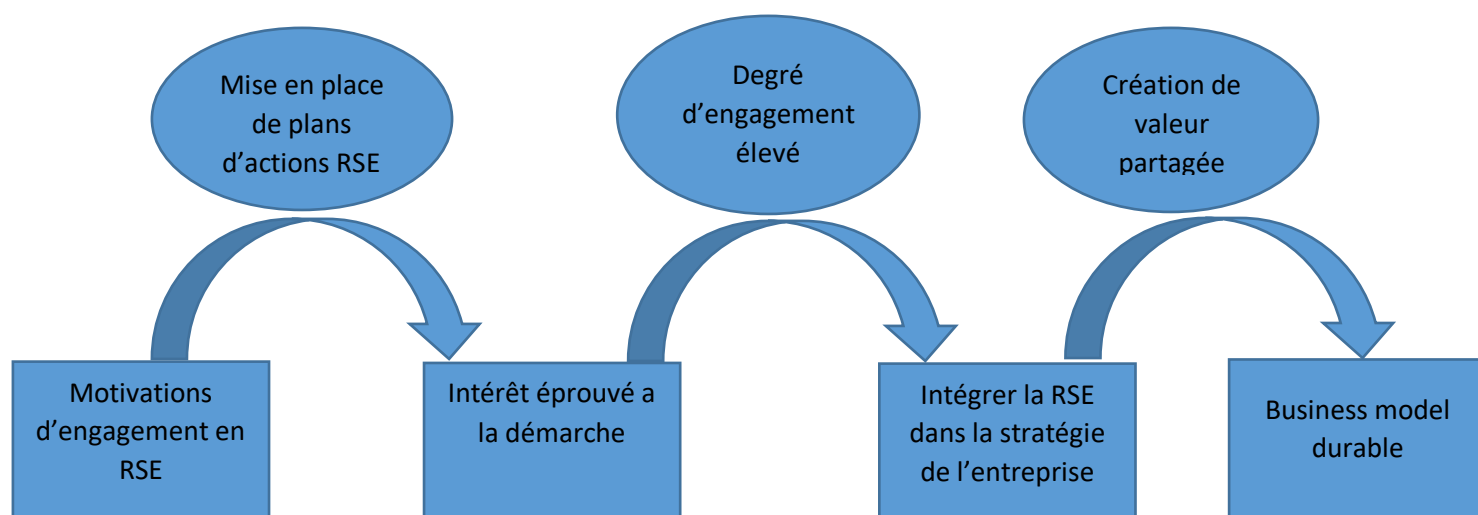 Mise en place
de plans
d’actions RSE
Degré
d’engagement
élevé
Création de
valeur
partagée
Motivations
d’engagement en
RSE
Intérêt éprouvé a
la démarche
Intégrer la RSE
dans la stratégie
de l’entreprise
Business model
durable